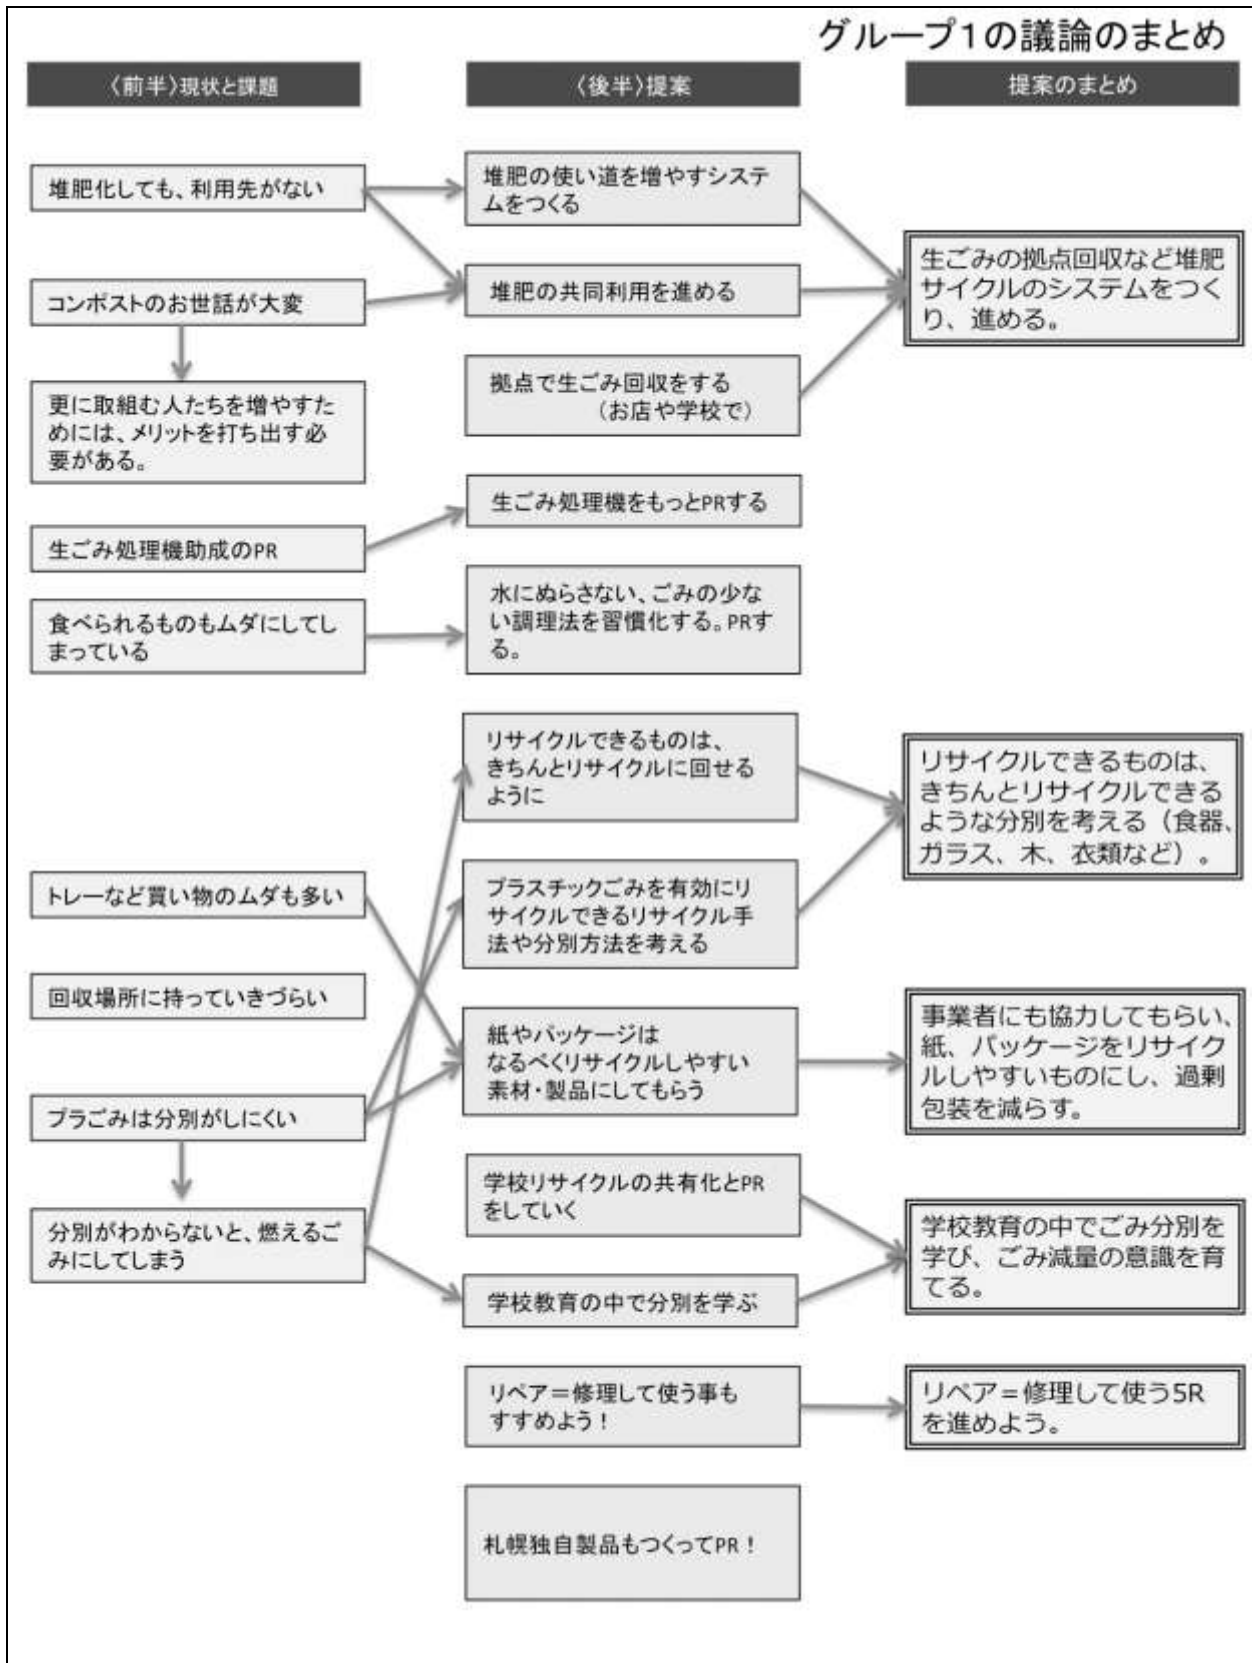 グループ１の議論のまとめ
〈前半〉現状と課題
〈後半〉提案
提案のまとめ
堆肥化しても、利用先がない
コンポストのお世話が大変
更に取組む人たちを増やすた
めには、メリットを打ち出す必
要がある。
生ごみ処理機助成のPR
食べられるものもムダにしてし
まっている
トレーなど買い物のムダも多い
回収場所に持っていきづらい
プラごみは分別がしにくい
分別がわからないと、燃えるご
みにしてしまう
堆肥の使い道を増やすシステ
ムをつくる
堆肥の共同利用を進める
拠点で生ごみ回収をする
（お店や学校で）
生ごみ処理機をもっとPRする
水にぬらさない、ごみの少な
い調理法を習慣化する。PRす
る。
リサイクルできるものは、
きちんとリサイクルに回せる
ように
プラスチックごみを有効にリ
サイクルできるリサイクル手
法や分別方法を考える
紙やパッケージは
なるべくリサイクルしやすい
素材・製品にしてもらう
学校リサイクルの共有化とPR
をしていく
学校教育の中で分別を学ぶ
リペア＝修理して使う事も
すすめよう！
札幌独自製品もつくってPR！
生ごみの拠点回収など堆肥
サイクルのシステムをつく
り、進める。
リサイクルできるものは、
きちんとリサイクルできる
ような分別を考える（食器、
ガラス、木、衣類など）。
事業者にも協力してもらい、
紙、パッケージをリサイク
ルしやすいものにし、過剰
包装を減らす。
学校教育の中でごみ分別を
学び、ごみ減量の意識を育
てる。
リペア＝修理して使う5R
を進めよう。